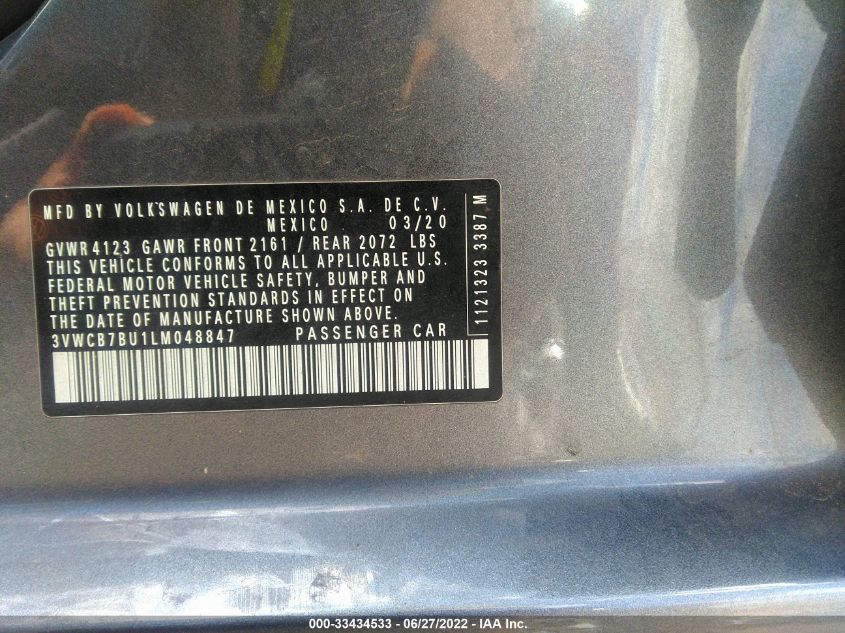 MFD BY VOLKSWAGEN DE MEXICO S.A. DE C.V.
MEXICO 03/20
GVWR 4123 GAWR FRONT 2161 / REAR 2072 LBS
THIS VEHICLE CONFORMS TO ALL APPLICABLE U.S.
FEDERAL MOTOR VEHICLE SAFETY, BUMPER AND
THEFT PREVENTION STANDARDS IN EFFECT ON
THE DATE OF MANUFACTURE SHOWN ABOVE.
3VWCB7BU1LM048847 PASSENGER CAR
1121323 3387 M
000-33434533 - 06/27/2022 - IAA Inc.